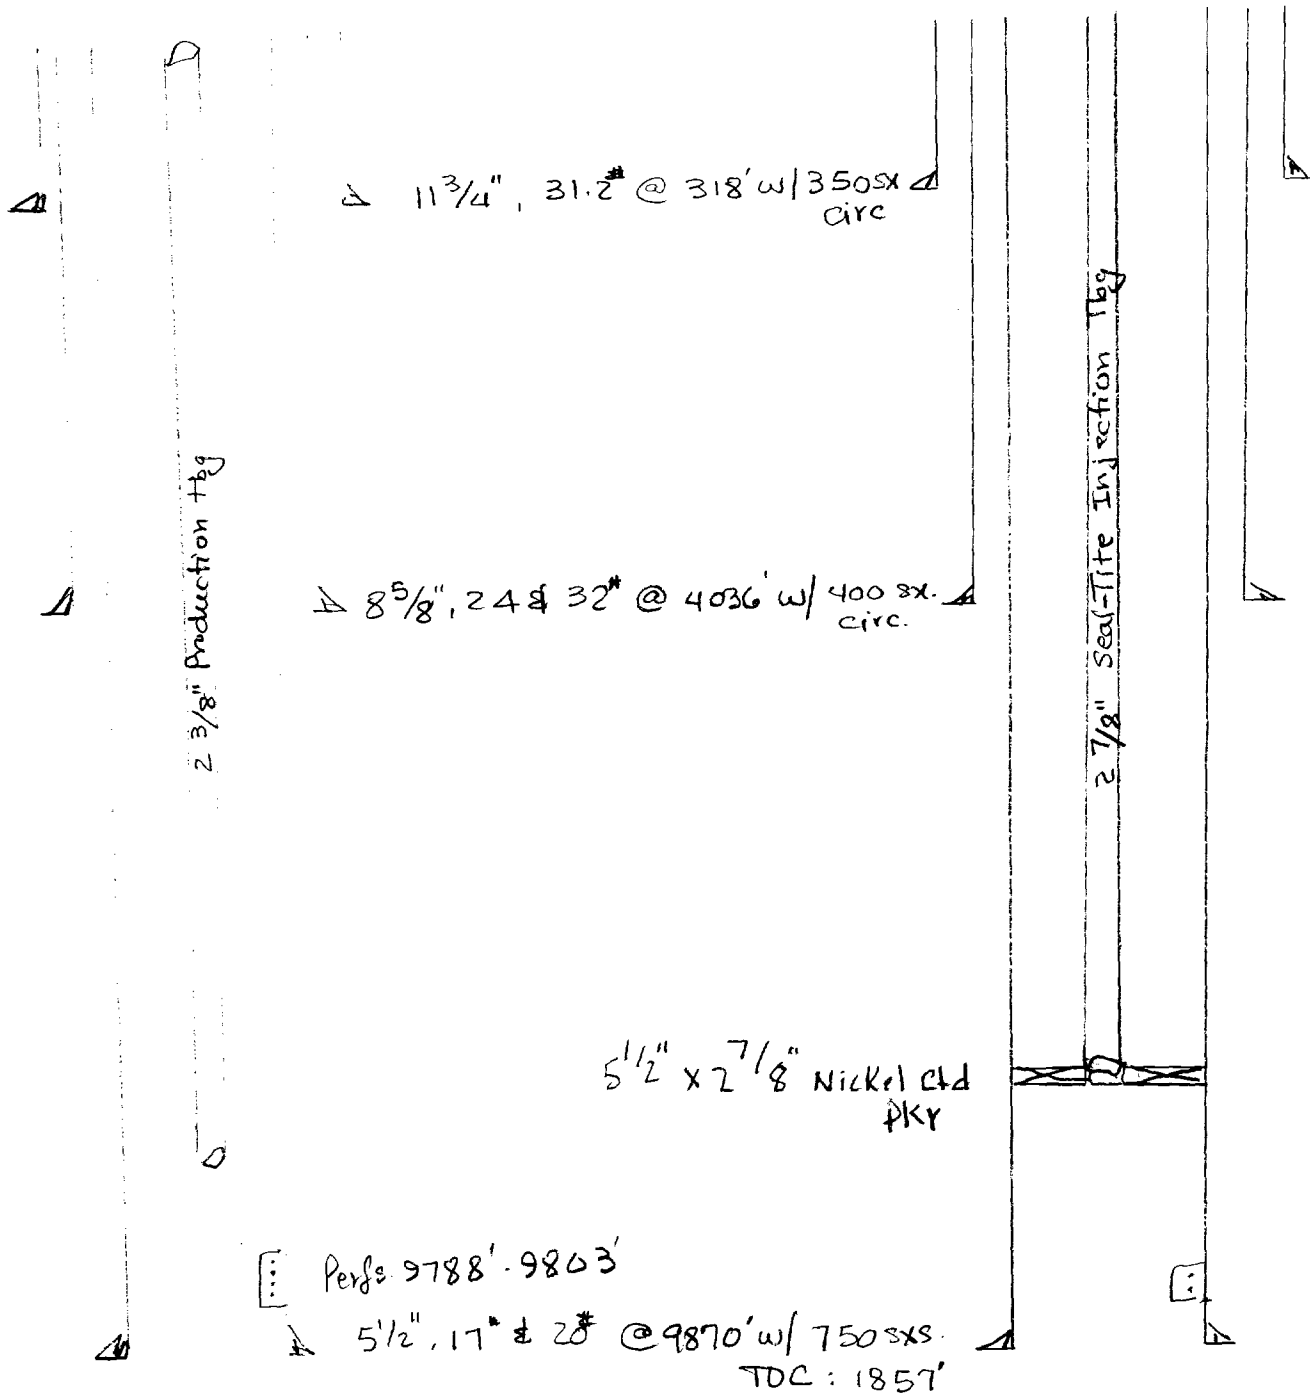 11 3/4", 31.2# @ 318' w/ 350 sx
circ
2 7/8" Seal-Tite Injection Tbg
2 3/8" Production tbg
8 5/8", 24 & 32# @ 4036' w/ 400 sx.
circ.
5 1/2" x 2 7/8" Nickel Ctd
PKr
Perfs. 9788'-9803'
5 1/2", 17# & 20# @ 9870' w/ 750 sxs.
TOC: 1857'